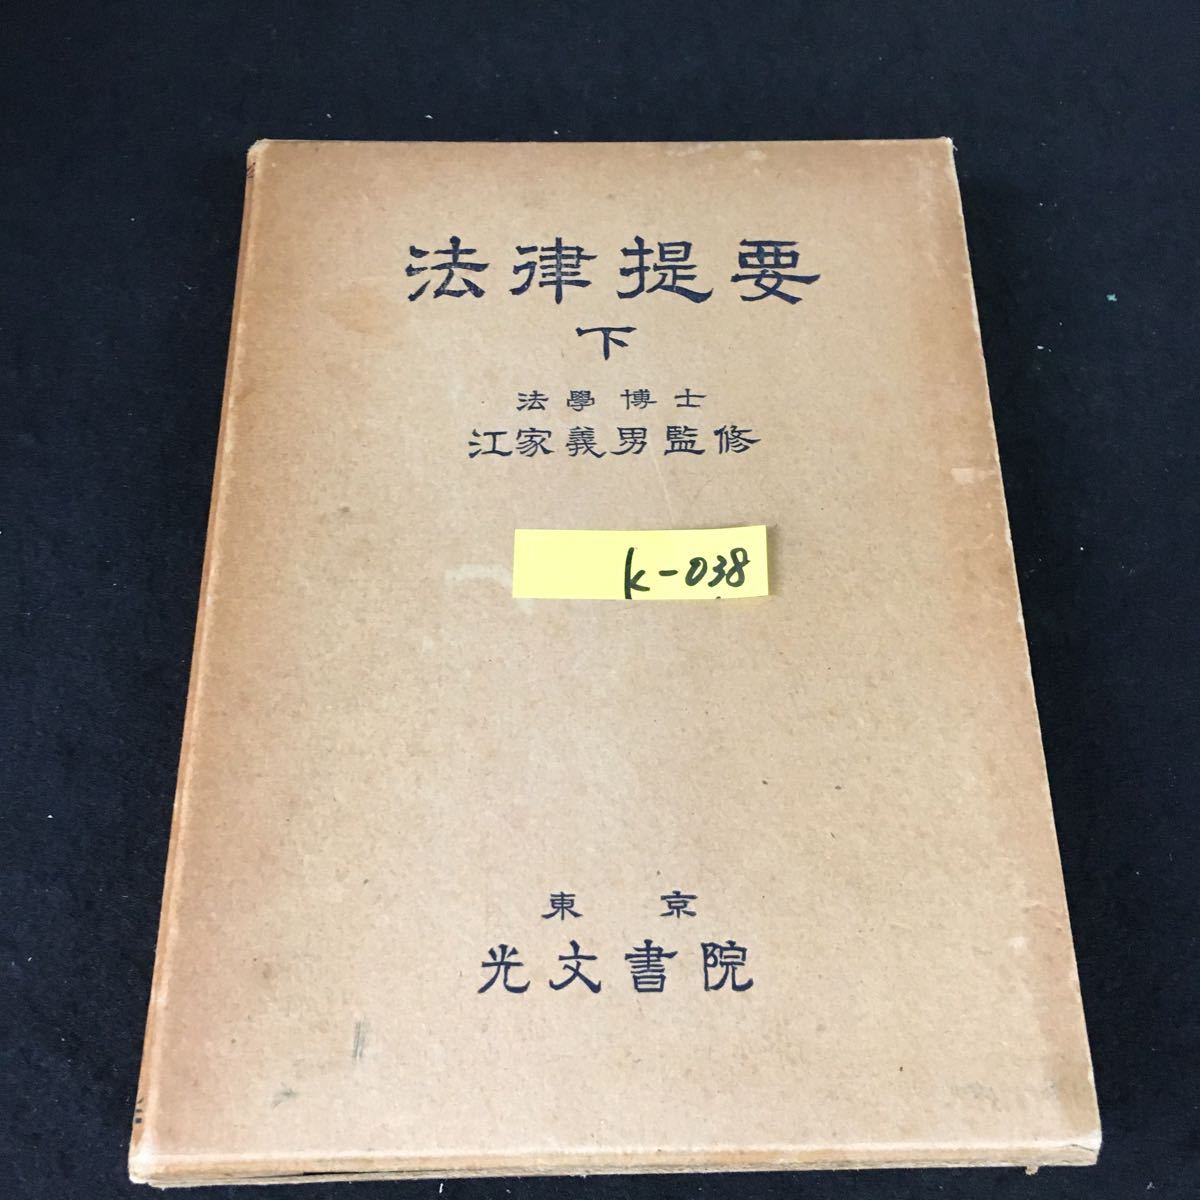 法律提要
下
法學博士
江家義男監修
k-038
東京
光文書院